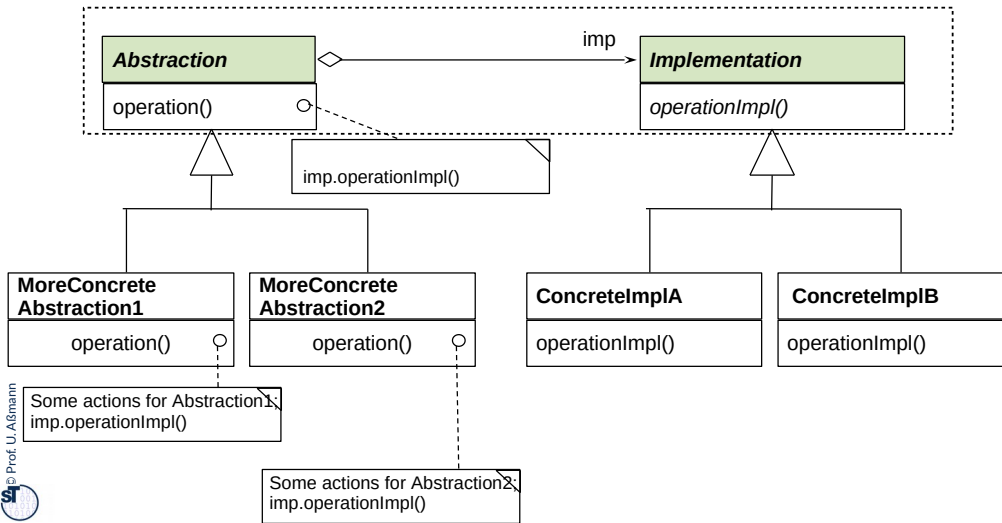 imp
Abstraction
Implementation
operation()
operationImpl()
imp.operationImpl()
MoreConcrete
Abstraction1
MoreConcrete
Abstraction2
ConcreteImplA
ConcreteImplB
operation()
operation()
operationImpl()
operationImpl()
Some actions for Abstraction1;
imp.operationImpl()
Some actions for Abstraction2;
imp.operationImpl()
© Prof. U. Aßmann
ST